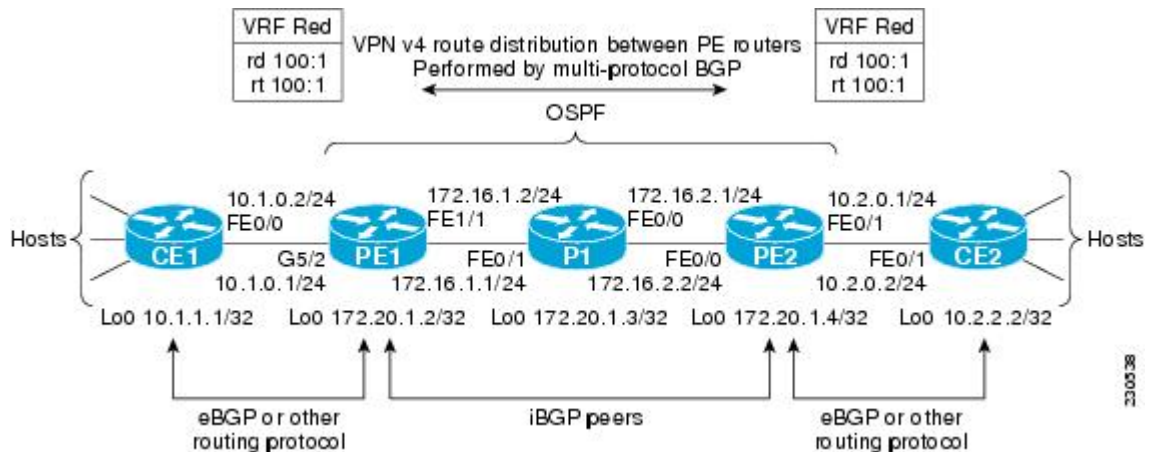 VRF Red
rd 100:1
rt 100:1
VPN v4 route distribution between PE routers
Performed by multi-protocol BGP
VRF Red
rd 100:1
rt 100:1
OSPF
10.1.0.2/24
FE0/0
172.16.1.2/24
FE1/1
172.16.2.1/24
FE0/0
10.2.0.1/24
FE0/1
Hosts
CE1
PE1
P1
PE2
CE2
Hosts
G5/2
10.1.0.1/24
FE0/1
172.16.1.1/24
FE0/0
172.16.2.2/24
FE0/1
10.2.0.2/24
Lo0 10.1.1.1/32
Lo0 172.20.1.2/32
Lo0 172.20.1.3/32
Lo0 172.20.1.4/32
Lo0 10.2.2.2/32
eBGP or other
routing protocol
iBGP peers
eBGP or other
routing protocol
230538